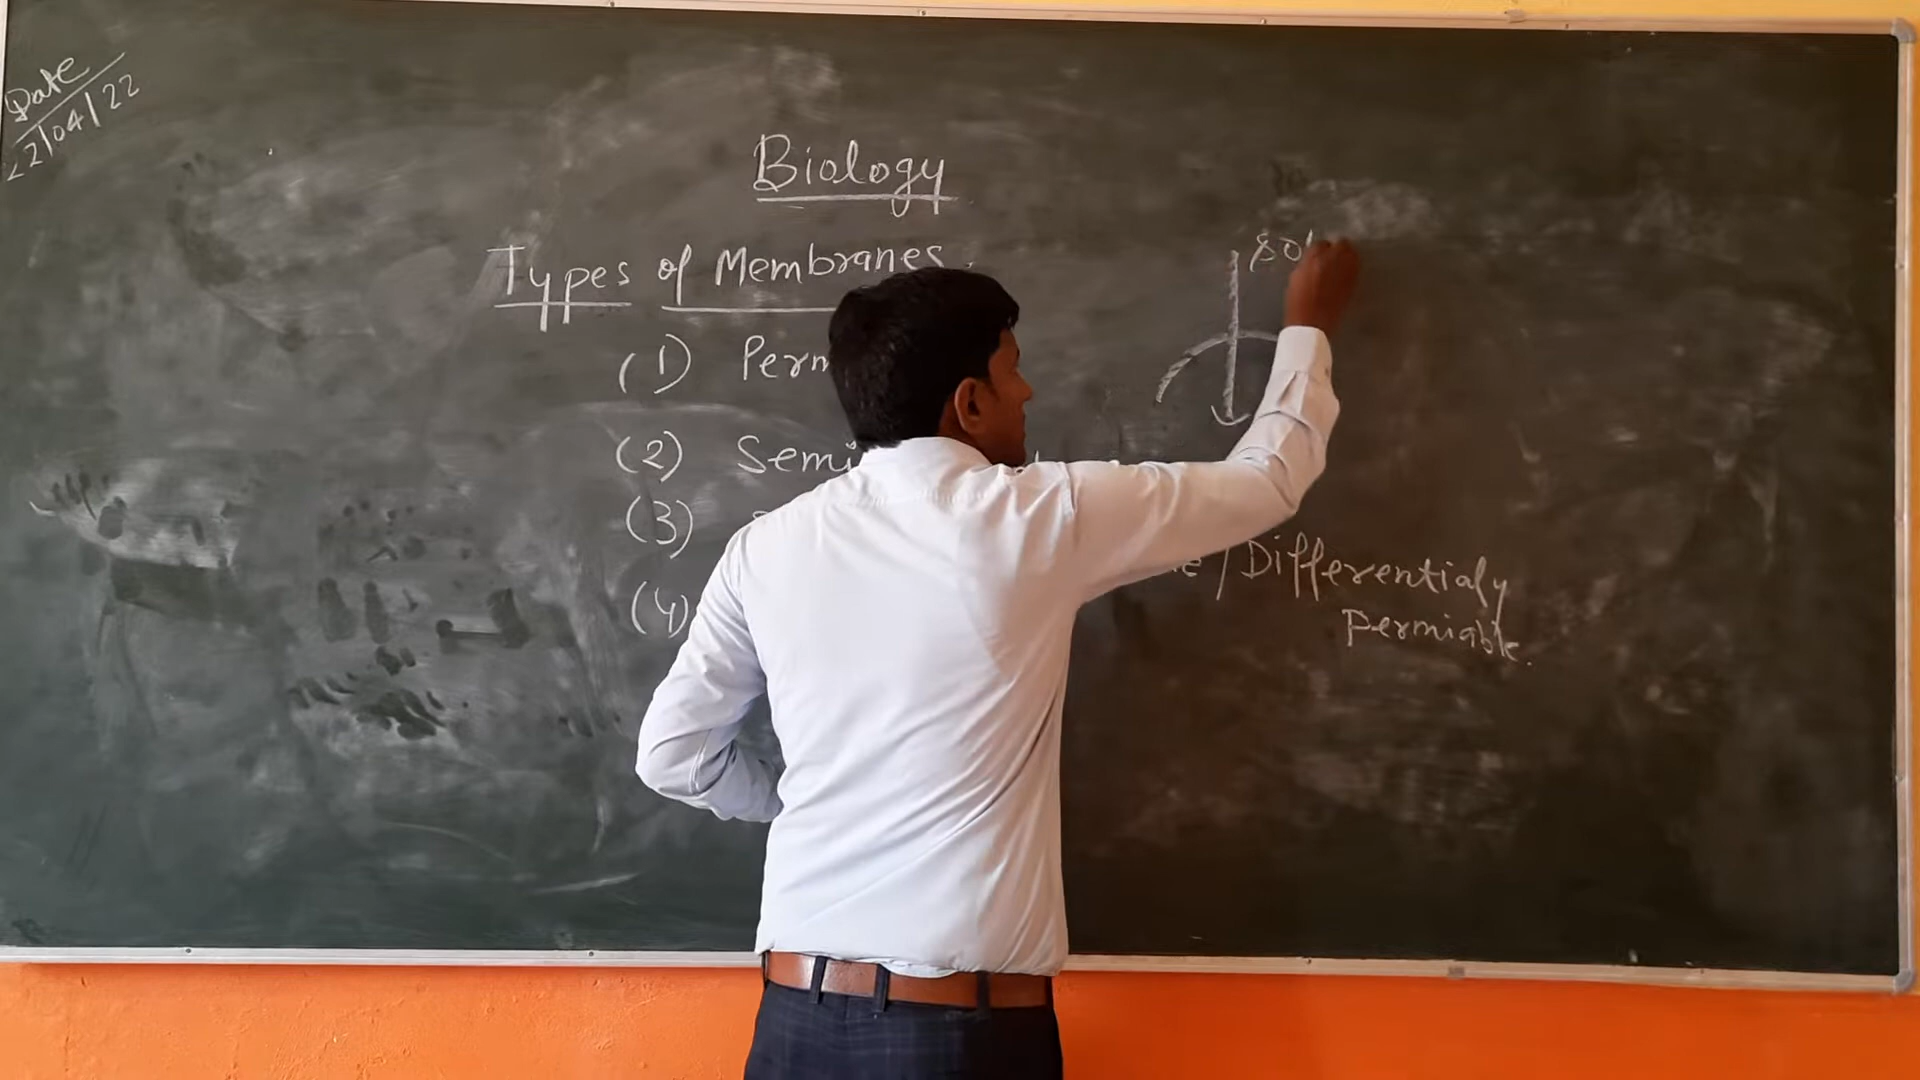 Date
22/04/22
Biology
Types of Membranes.
(1) Perm
(2) Semi
(3)
(4)
/ Differentialy
Permiable.